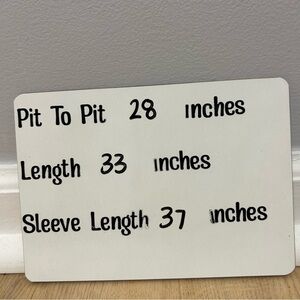 Pit To Pit 28 inches
Length 33 inches
Sleeve Length 37 inches